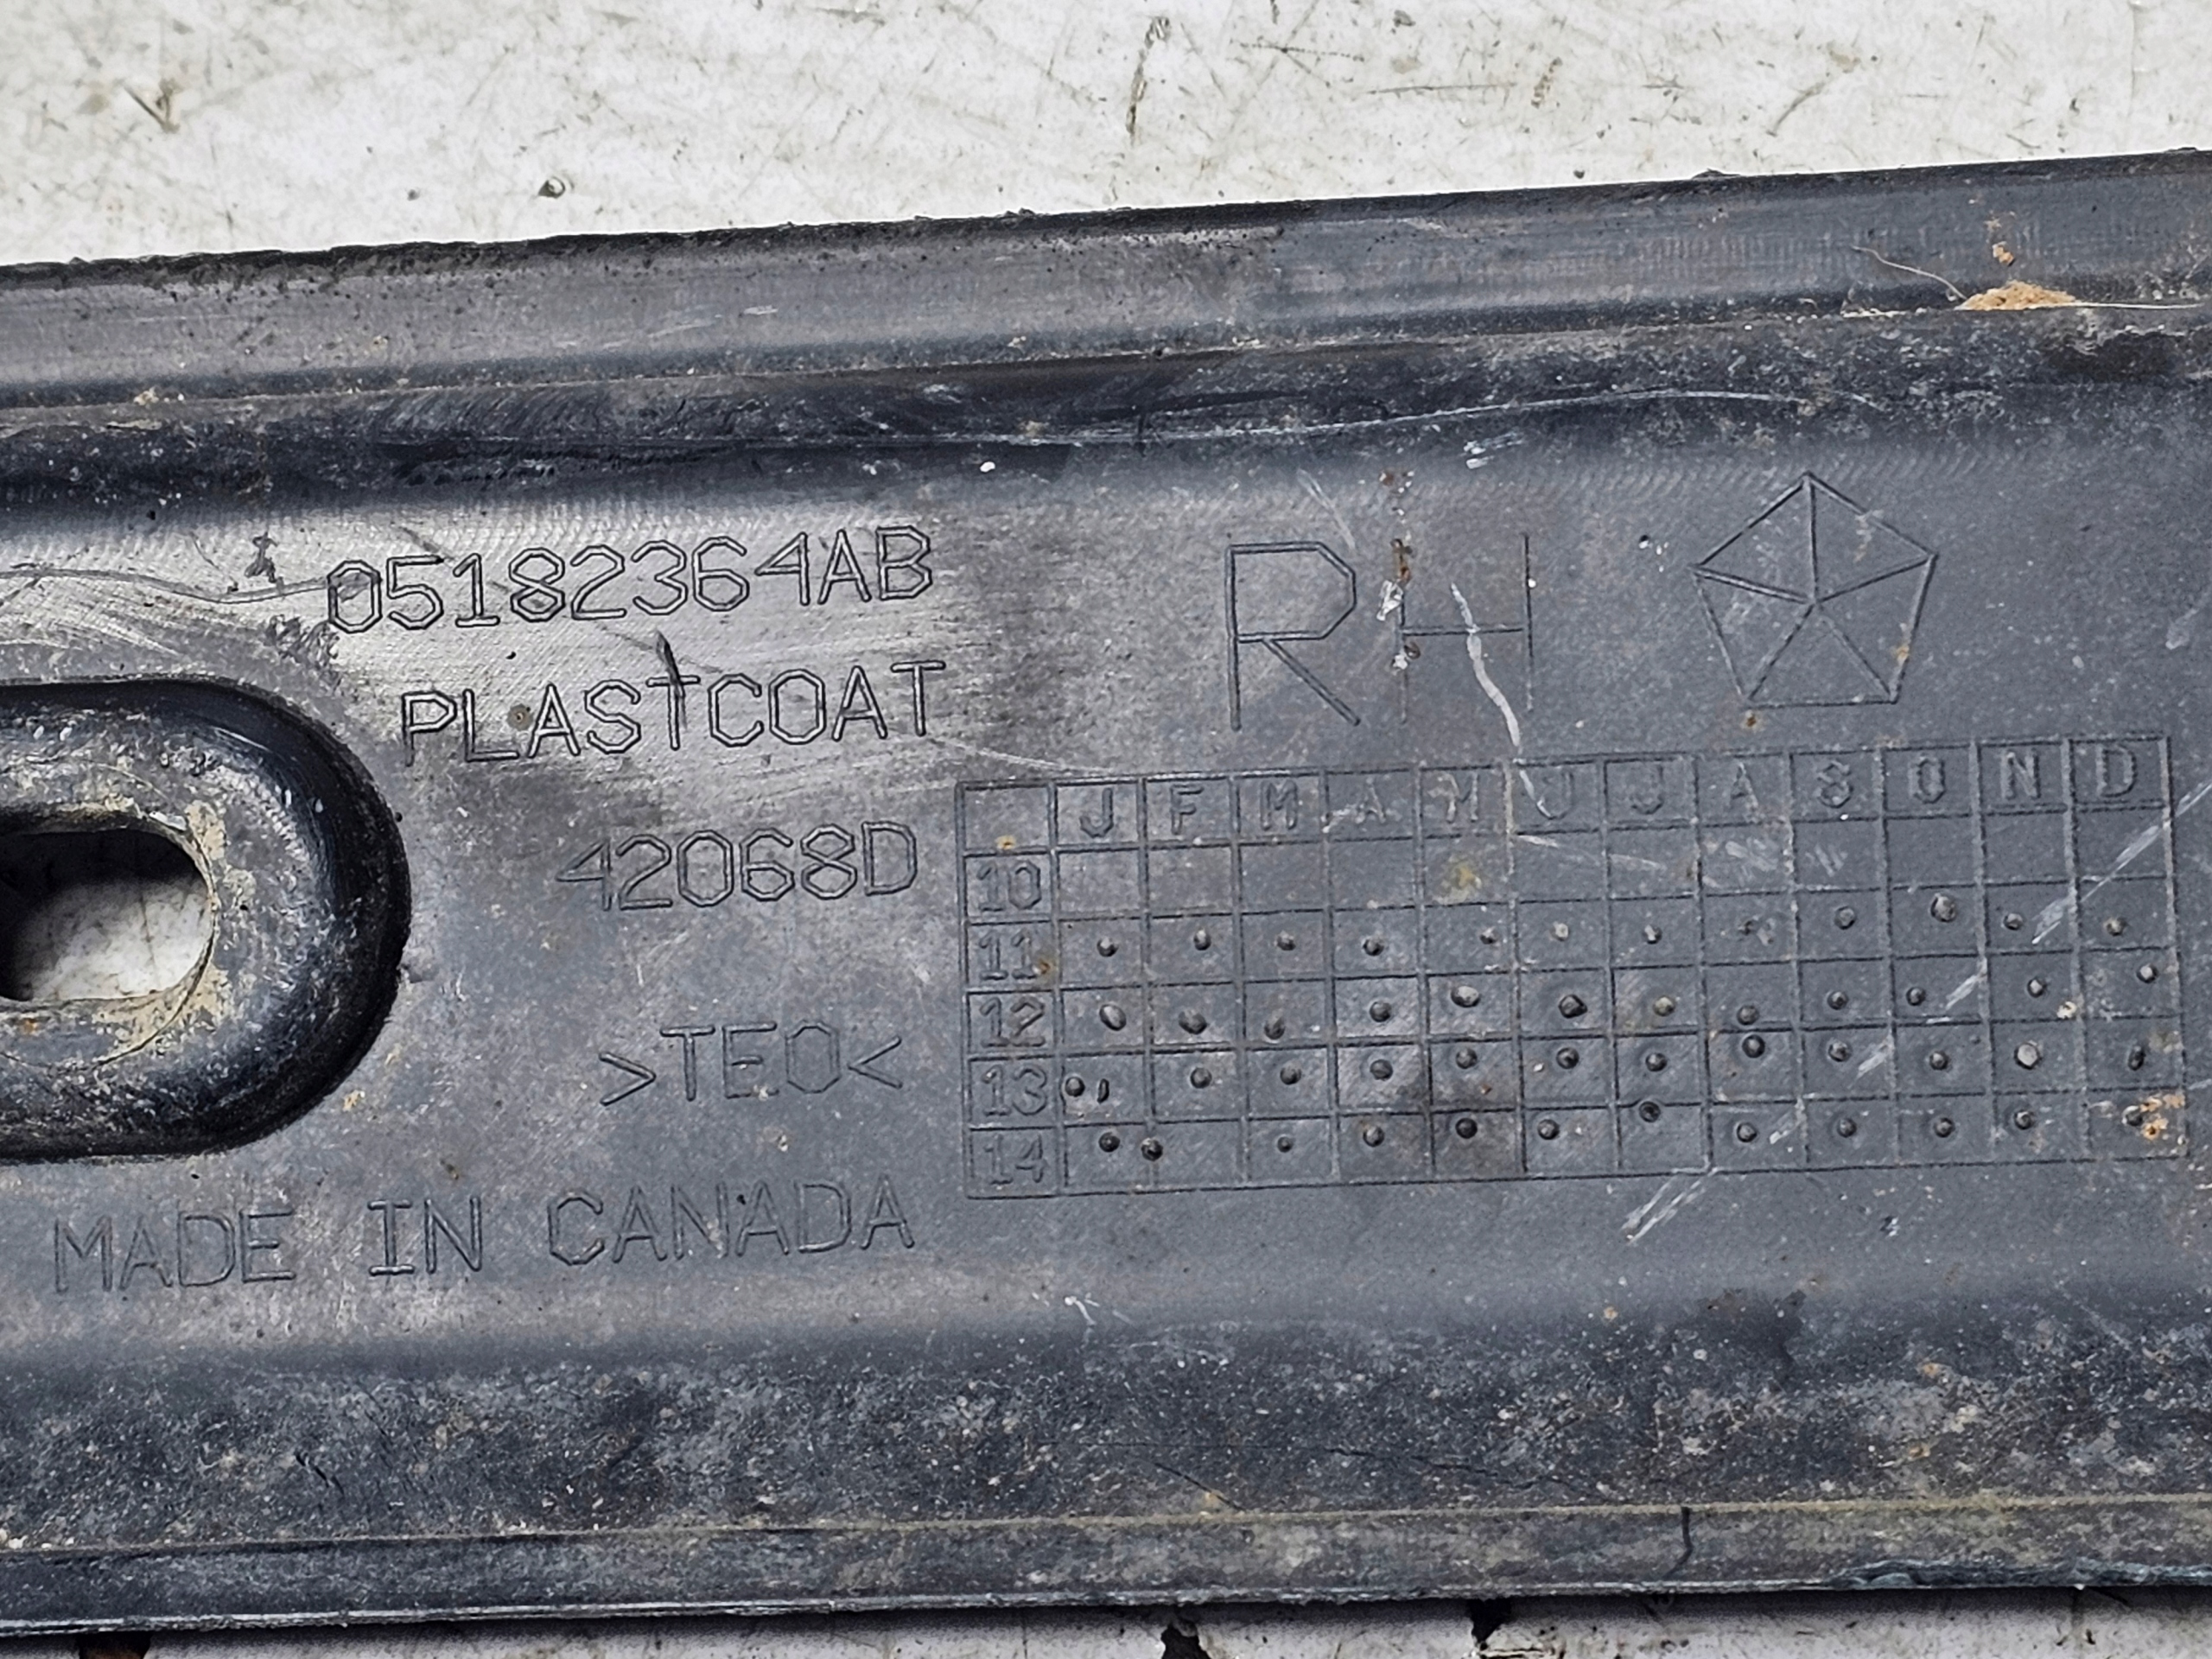 05182364AB
PLASTCOAT
42068D
>TEO<
MADE IN CANADA
RH
J F M A M J J A S O N D
10
11
12
13
14